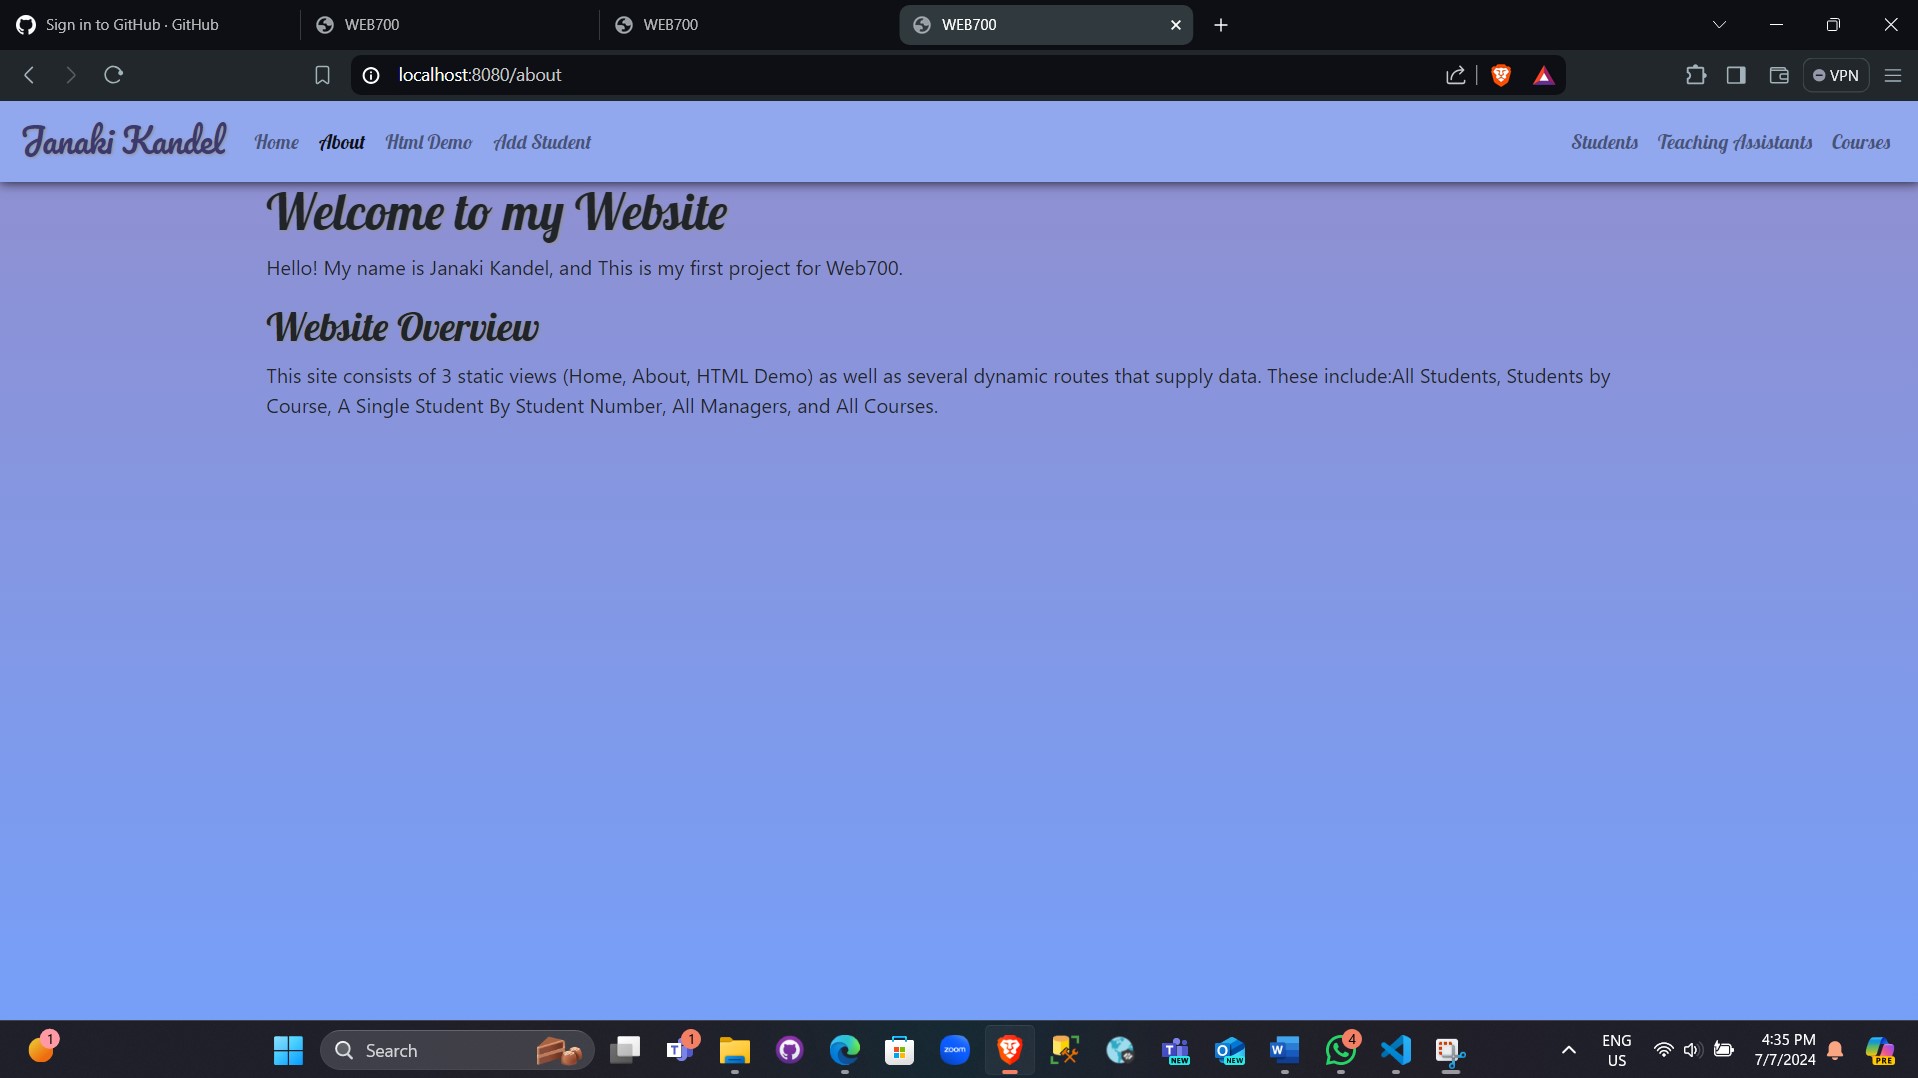 Sign in to GitHub · GitHub
WEB700
WEB700
WEB700
localhost:8080/about
VPN
Janaki Kandel Home About Html Demo Add Student Students Teaching Assistants Courses
Welcome to my Website
Hello! My name is Janaki Kandel, and This is my first project for Web700.
Website Overview
This site consists of 3 static views (Home, About, HTML Demo) as well as several dynamic routes that supply data. These include:All Students, Students by
Course, A Single Student By Student Number, All Managers, and All Courses.
1
Search
1
zoom
NEW
NEW
4
ENG
US
4:35 PM
7/7/2024
PRE